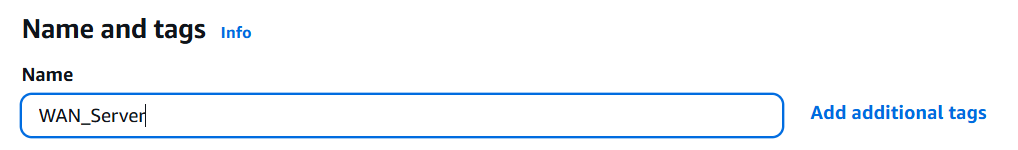 Name and tags Info
Name
WAN_Server Add additional tags